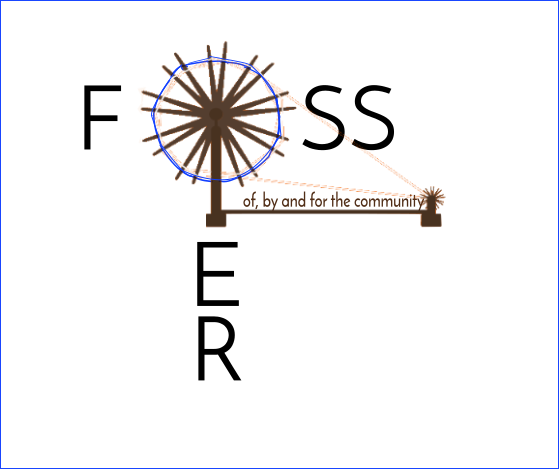 F SS
of, by and for the community
E
R